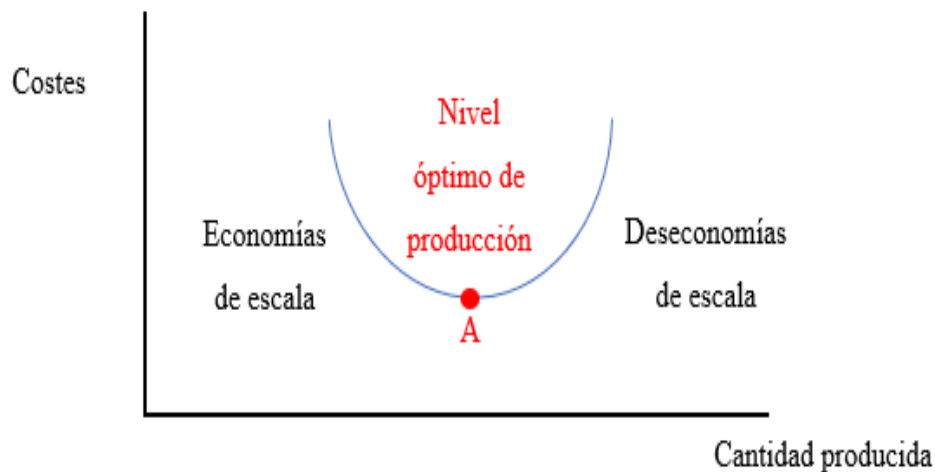 Costes
Nivel
óptimo de
producción
Economías
de escala
Deseconomías
de escala
A
Cantidad producida